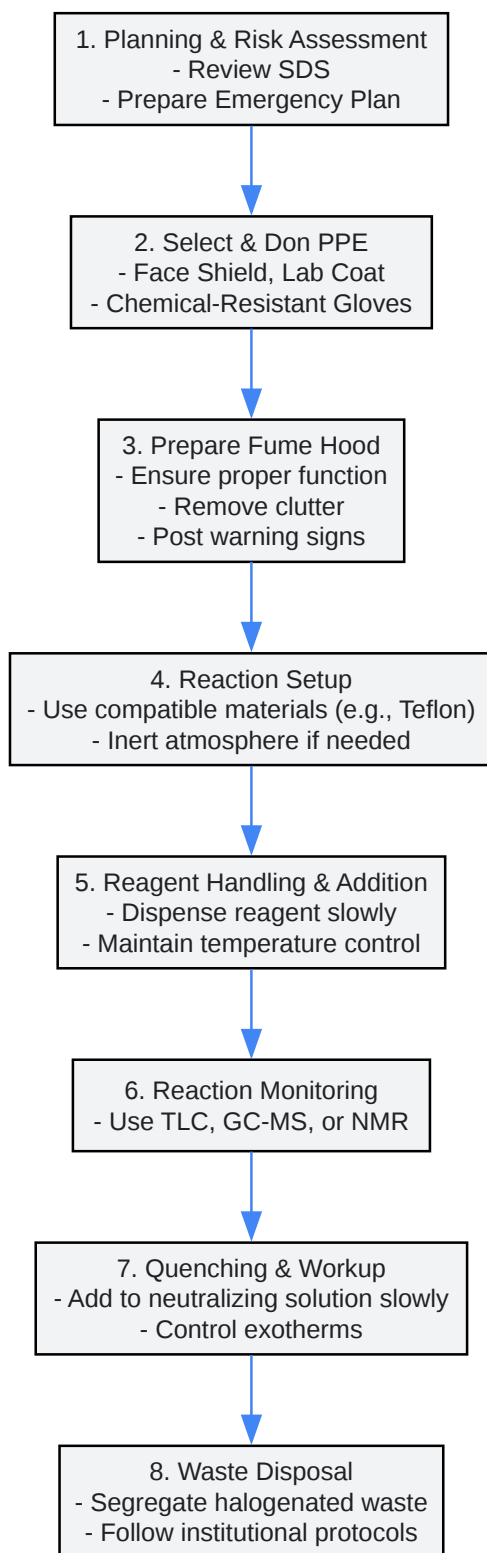 1. Planning & Risk Assessment
- Review SDS
- Prepare Emergency Plan
2. Select & Don PPE
- Face Shield, Lab Coat
- Chemical-Resistant Gloves
3. Prepare Fume Hood
- Ensure proper function
- Remove clutter
- Post warning signs
4. Reaction Setup
- Use compatible materials (e.g., Teflon)
- Inert atmosphere if needed
5. Reagent Handling & Addition
- Dispense reagent slowly
- Maintain temperature control
6. Reaction Monitoring
- Use TLC, GC-MS, or NMR
7. Quenching & Workup
- Add to neutralizing solution slowly
- Control exotherms
8. Waste Disposal
- Segregate halogenated waste
- Follow institutional protocols